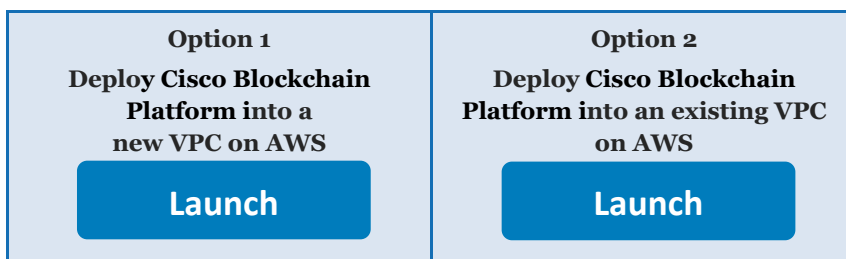 Option 1
Deploy Cisco Blockchain
Platform into a
new VPC on AWS
Launch
Option 2
Deploy Cisco Blockchain
Platform into an existing VPC
on AWS
Launch